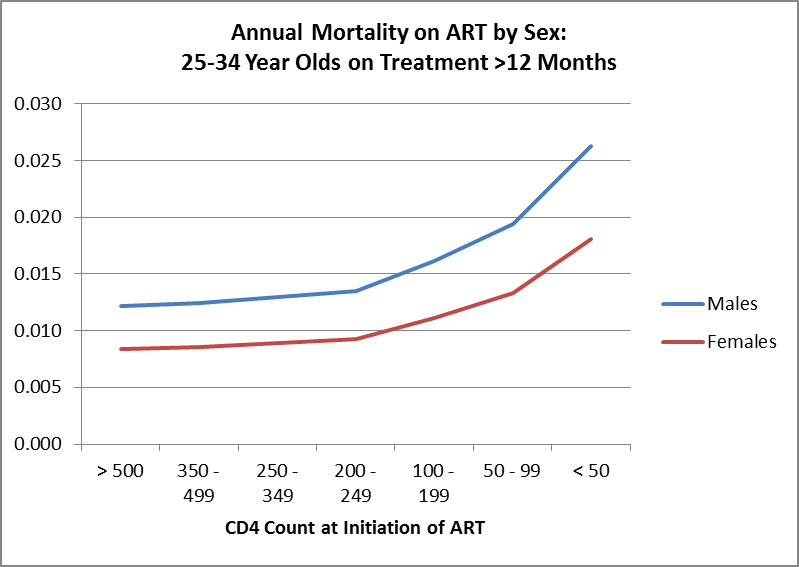 Annual Mortality on ART by Sex:
25-34 Year Olds on Treatment >12 Months
0.030
0.025
0.020
0.015
0.010
0.005
0.000
> 500
350 -
499
250 -
349
200 -
249
100 -
199
50 - 99
< 50
CD4 Count at Initiation of ART
Males
Females